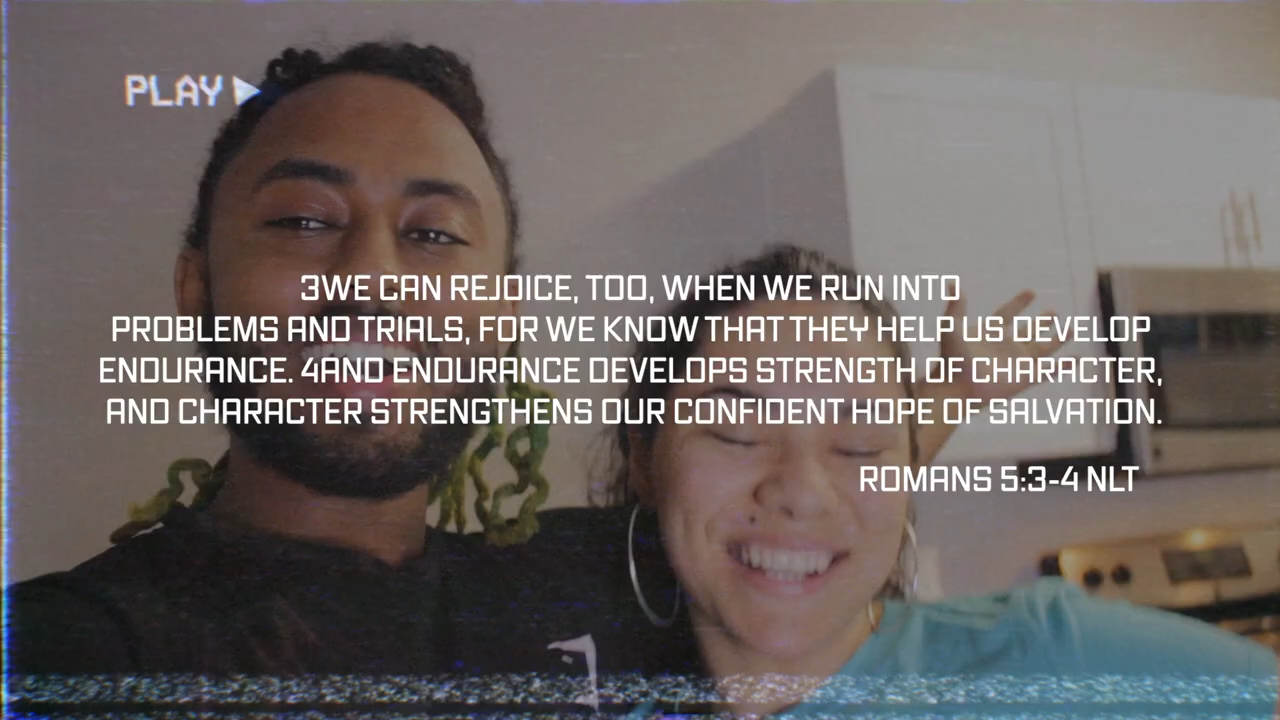 PLAY
3WE CAN REJOICE, TOO, WHEN WE RUN INTO
PROBLEMS AND TRIALS, FOR WE KNOW THAT THEY HELP US DEVELOP
ENDURANCE. 4AND ENDURANCE DEVELOPS STRENGTH OF CHARACTER,
AND CHARACTER STRENGTHENS OUR CONFIDENT HOPE OF SALVATION.
ROMANS 5:3-4 NLT